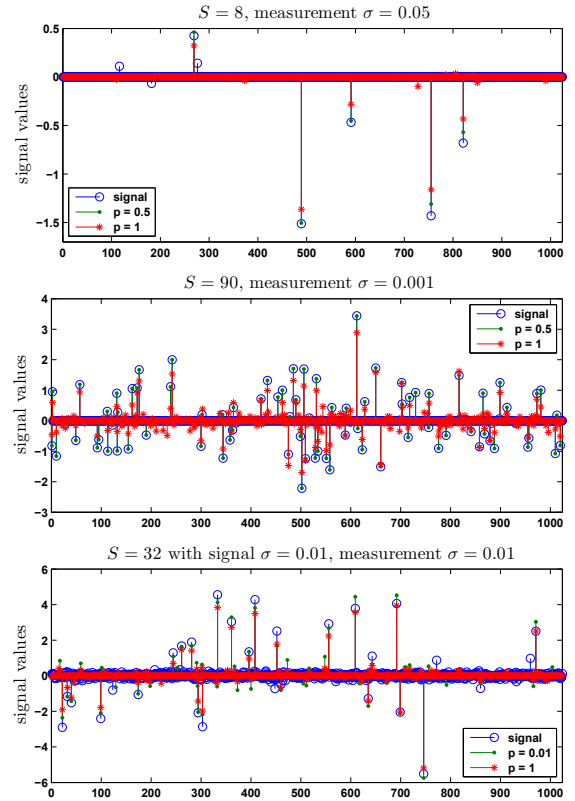 S = 8, measurement σ = 0.05
0.5
0
−0.5
−1
−1.5
signal values
signal
p = 0.5
p = 1
0 100 200 300 400 500 600 700 800 900 1000
S = 90, measurement σ = 0.001
4
3
2
1
0
−1
−2
−3
signal values
signal
p = 0.5
p = 1
0 100 200 300 400 500 600 700 800 900 1000
S = 32 with signal σ = 0.01, measurement σ = 0.01
6
4
2
0
−2
−4
−6
signal values
signal
p = 0.01
p = 1
0 100 200 300 400 500 600 700 800 900 1000